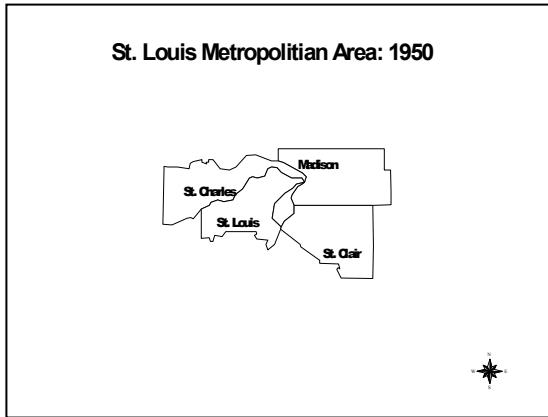 St. Louis Metropolitian Area: 1950
Madison
St. Charles
St. Louis
St. Clair
N
W E
S